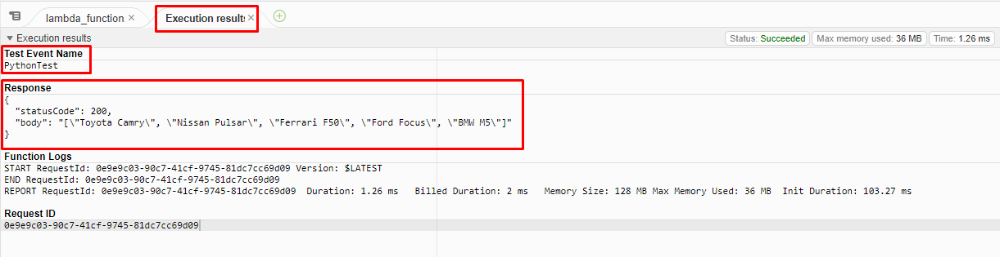 lambda_function × Execution results ×
Execution results Status: Succeeded Max memory used: 36 MB Time: 1.26 ms
Test Event Name
PythonTest
Response
{
  "statusCode": 200,
  "body": "[\"Toyota Camry\", \"Nissan Pulsar\", \"Ferrari F50\", \"Ford Focus\", \"BMW M5\"]"
}
Function Logs
START RequestId: 0e9e9c03-90c7-41cf-9745-81dc7cc69d09 Version: $LATEST
END RequestId: 0e9e9c03-90c7-41cf-9745-81dc7cc69d09
REPORT RequestId: 0e9e9c03-90c7-41cf-9745-81dc7cc69d09  Duration: 1.26 ms   Billed Duration: 2 ms   Memory Size: 128 MB Max Memory Used: 36 MB  Init Duration: 103.27 ms
Request ID
0e9e9c03-90c7-41cf-9745-81dc7cc69d09